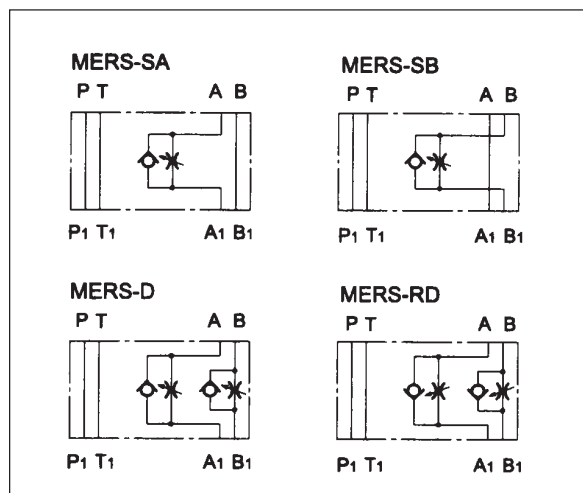 MERS-SA
P T A B
P1 T1 A1 B1
MERS-SB
P T A B
P1 T1 A1 B1
MERS-D
P T A B
P1 T1 A1 B1
MERS-RD
P T A B
P1 T1 A1 B1